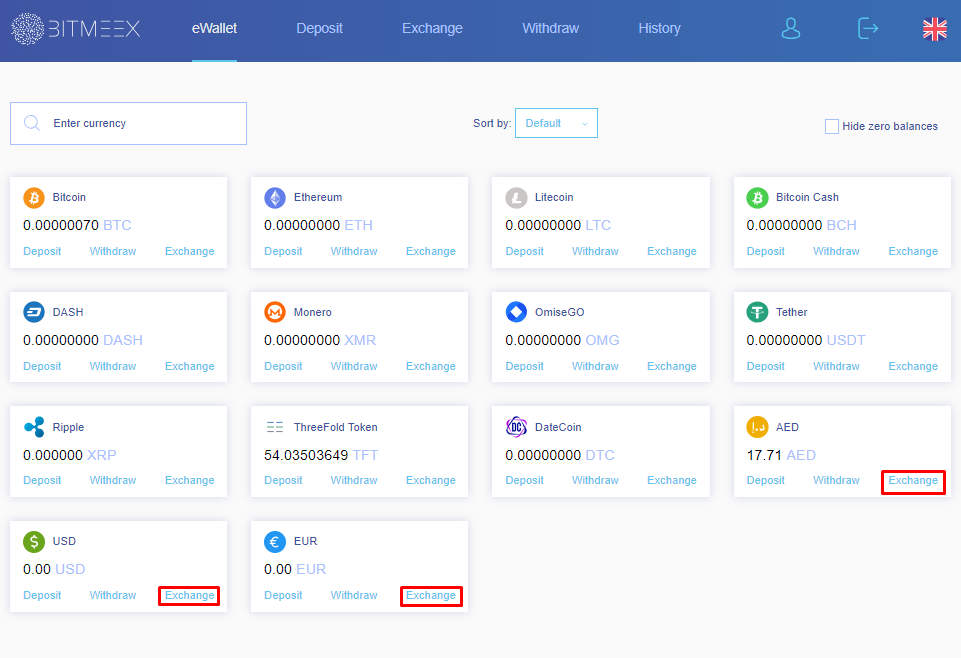 BITMEEX eWallet Deposit Exchange Withdraw History
Enter currency Sort by: Default Hide zero balances
Bitcoin
0.00000070 BTC
Deposit Withdraw Exchange
Ethereum
0.00000000 ETH
Deposit Withdraw Exchange
Litecoin
0.00000000 LTC
Deposit Withdraw Exchange
Bitcoin Cash
0.00000000 BCH
Deposit Withdraw Exchange
DASH
0.00000000 DASH
Deposit Withdraw Exchange
Monero
0.00000000 XMR
Deposit Withdraw Exchange
OmiseGO
0.00000000 OMG
Deposit Withdraw Exchange
Tether
0.00000000 USDT
Deposit Withdraw Exchange
Ripple
0.000000 XRP
Deposit Withdraw Exchange
ThreeFold Token
54.03503649 TFT
Deposit Withdraw Exchange
DC
DateCoin
0.00000000 DTC
Deposit Withdraw Exchange
AED
17.71 AED
Deposit Withdraw Exchange
USD
0.00 USD
Deposit Withdraw Exchange
EUR
0.00 EUR
Deposit Withdraw Exchange